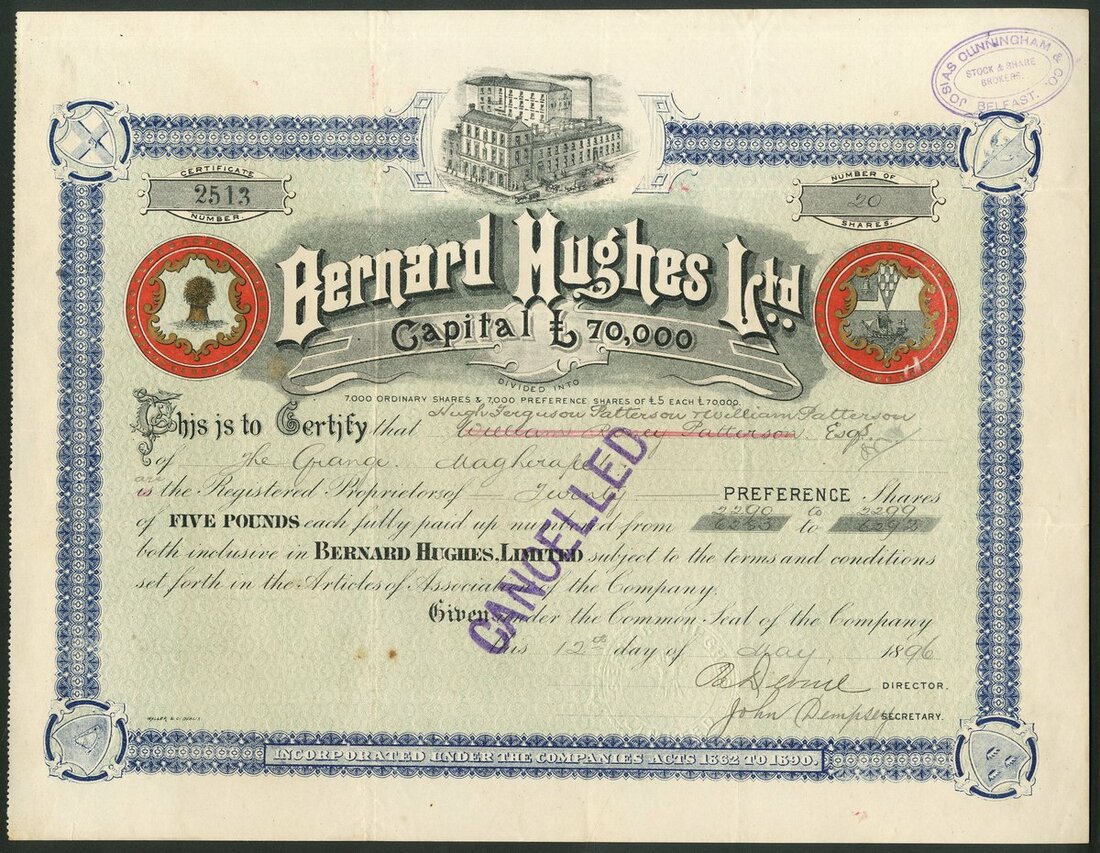 JOSIAS CUNNINGHAM & CO.
STOCK & SHARE
BROKERS.
BELFAST.
CERTIFICATE
2513
NUMBER.
NUMBER OF
20
SHARES.
Bernard Hughes Ltd
Capital £ 70,000
DIVIDED INTO
7,000 ORDINARY SHARES & 7,000 PREFERENCE SHARES OF £5 EACH £70,000.
Hugh Ferguson Patterson & William Patterson
This is to Certify that William Patterson Esqrs.
of The Grange. Magherafelt
are
is the Registered Proprietors of Twenty PREFERENCE Shares
2290 to 2299
of FIVE POUNDS each fully paid up numbered from to
both inclusive in BERNARD HUGHES, LIMITED subject to the terms and conditions
set forth in the Articles of Associat of the Company.
Given under the Common Seal of the Company
this 12th day of May 1896
DIRECTOR.
John Dempsey SECRETARY.
CANCELLED
INCORPORATED UNDER THE COMPANIES ACTS 1862 TO 1890.